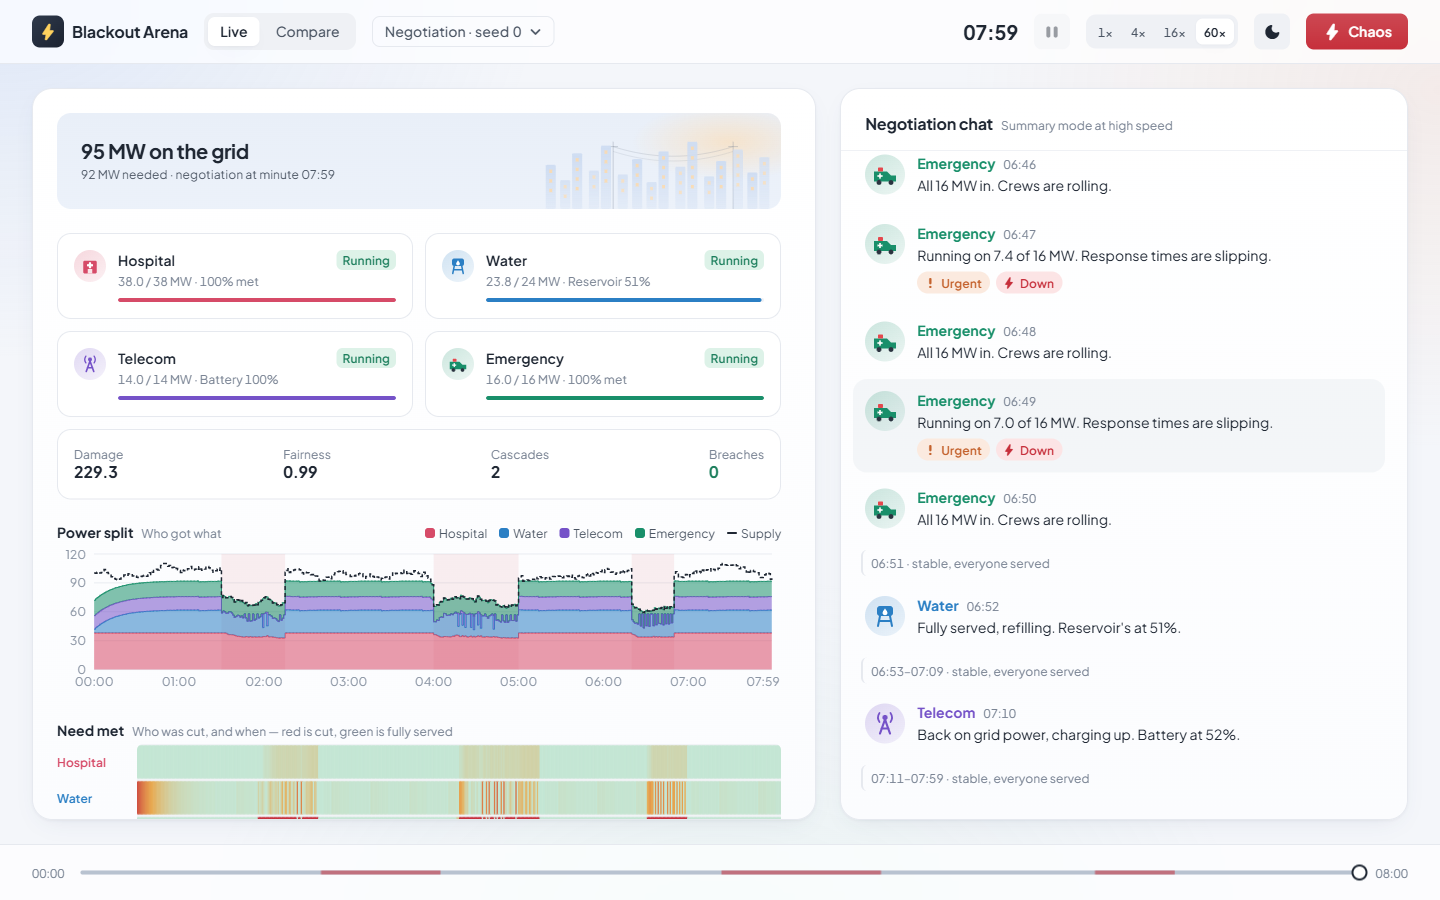 Blackout Arena
Live
Compare
Negotiation · seed 0
07:59
1×
4×
16×
60×
Chaos
95 MW on the grid
92 MW needed · negotiation at minute 07:59
Hospital
Running
38.0 / 38 MW · 100% met
Water
Running
23.8 / 24 MW · Reservoir 51%
Telecom
Running
14.0 / 14 MW · Battery 100%
Emergency
Running
16.0 / 16 MW · 100% met
Damage
229.3
Fairness
0.99
Cascades
2
Breaches
0
Power split Who got what
Hospital Water Telecom Emergency Supply
120
90
60
30
0
00:00 01:00 02:00 03:00 04:00 05:00 06:00 07:00 07:59
Need met Who was cut, and when — red is cut, green is fully served
Hospital
Water
Negotiation chat Summary mode at high speed
Emergency 06:46
All 16 MW in. Crews are rolling.
Emergency 06:47
Running on 7.4 of 16 MW. Response times are slipping.
! Urgent Down
Emergency 06:48
All 16 MW in. Crews are rolling.
Emergency 06:49
Running on 7.0 of 16 MW. Response times are slipping.
! Urgent Down
Emergency 06:50
All 16 MW in. Crews are rolling.
06:51 · stable, everyone served
Water 06:52
Fully served, refilling. Reservoir's at 51%.
06:53–07:09 · stable, everyone served
Telecom 07:10
Back on grid power, charging up. Battery at 52%.
07:11–07:59 · stable, everyone served
00:00
08:00